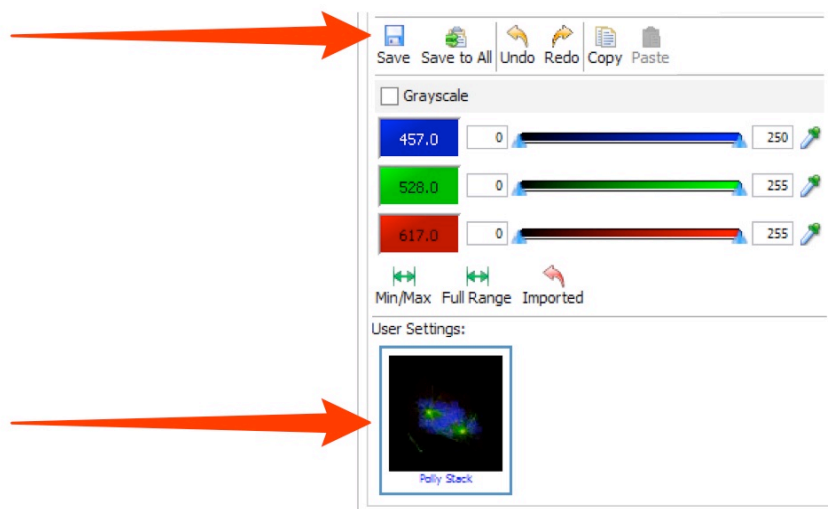 Save Save to All Undo Redo Copy Paste
Grayscale
457.0 0 250
528.0 0 255
617.0 0 255
Min/Max Full Range Imported
User Settings:
Polly Stack